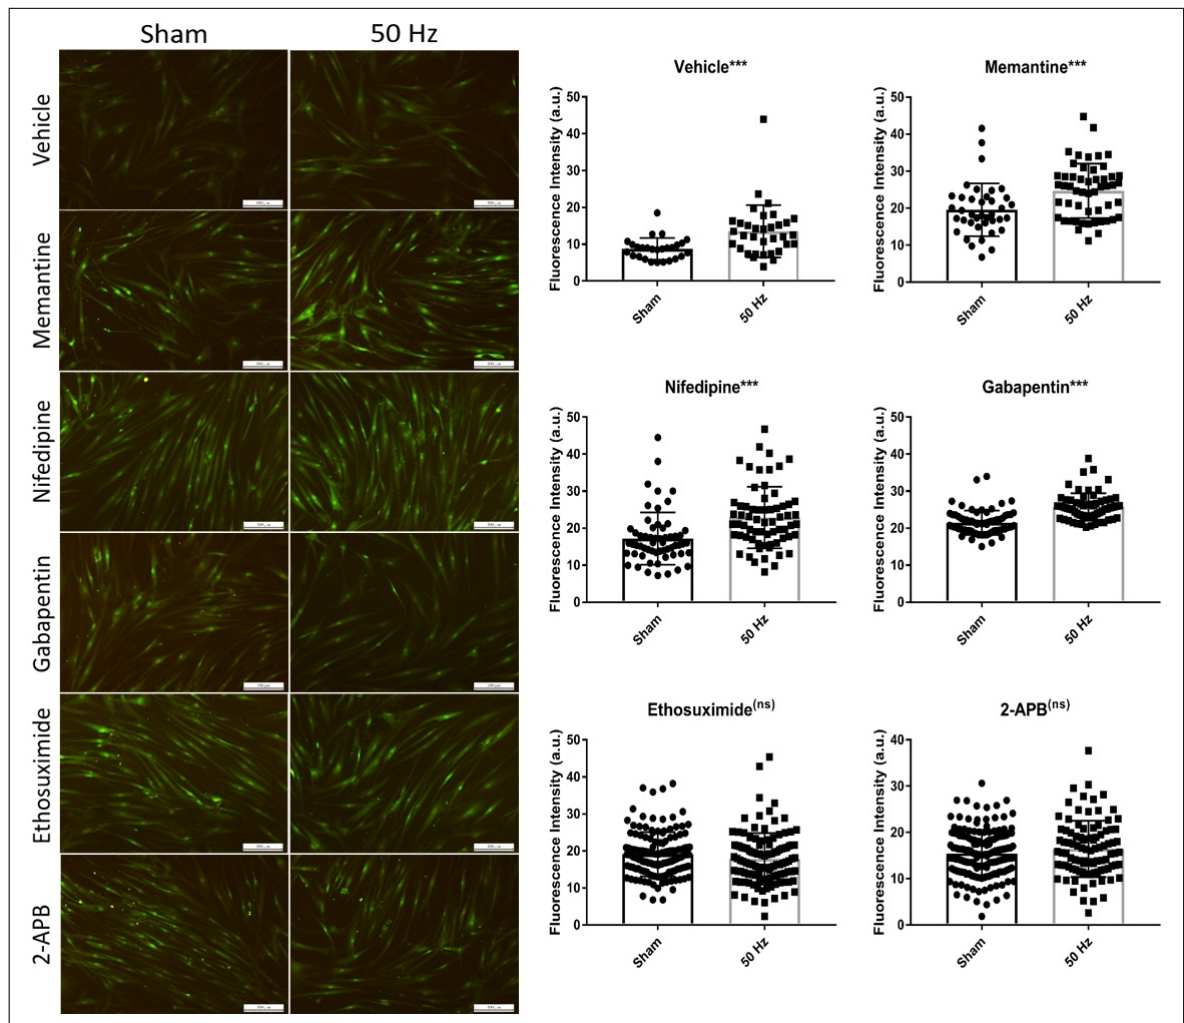 Sham
50 Hz
Vehicle
Memantine
Nifedipine
Gabapentin
Ethosuximide
2-APB
Vehicle***
Fluorescence Intensity (a.u.)
50
40
30
20
10
0
Sham
50 Hz
Memantine***
Fluorescence Intensity (a.u.)
50
40
30
20
10
0
Sham
50 Hz
Nifedipine***
Fluorescence Intensity (a.u.)
50
40
30
20
10
0
Sham
50 Hz
Gabapentin***
Fluorescence Intensity (a.u.)
50
40
30
20
10
0
Sham
50 Hz
Ethosuximide(ns)
Fluorescence Intensity (a.u.)
50
40
30
20
10
0
Sham
50 Hz
2-APB(ns)
Fluorescence Intensity (a.u.)
40
30
20
10
0
Sham
50 Hz